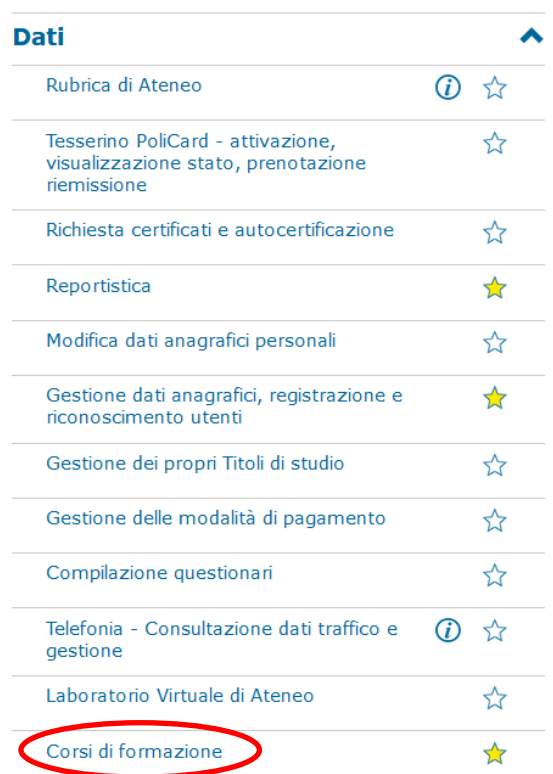 Dati
Rubrica di Ateneo
Tesserino PoliCard - attivazione,
visualizzazione stato, prenotazione
riemissione
Richiesta certificati e autocertificazione
Reportistica
Modifica dati anagrafici personali
Gestione dati anagrafici, registrazione e
riconoscimento utenti
Gestione dei propri Titoli di studio
Gestione delle modalità di pagamento
Compilazione questionari
Telefonia - Consultazione dati traffico e
gestione
Laboratorio Virtuale di Ateneo
Corsi di formazione